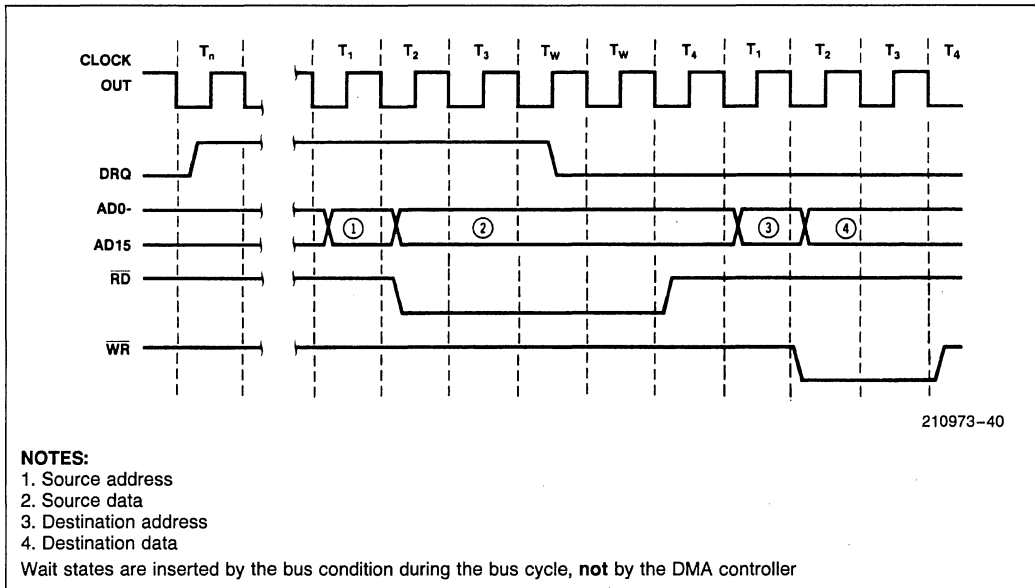 Tn T1 T2 T3 TW TW T4 T1 T2 T3 T4
CLOCK
OUT
DRQ
AD0-
AD15
1 2 3 4
RD
WR
210973–40
NOTES:
1. Source address
2. Source data
3. Destination address
4. Destination data
Wait states are inserted by the bus condition during the bus cycle, not by the DMA controller